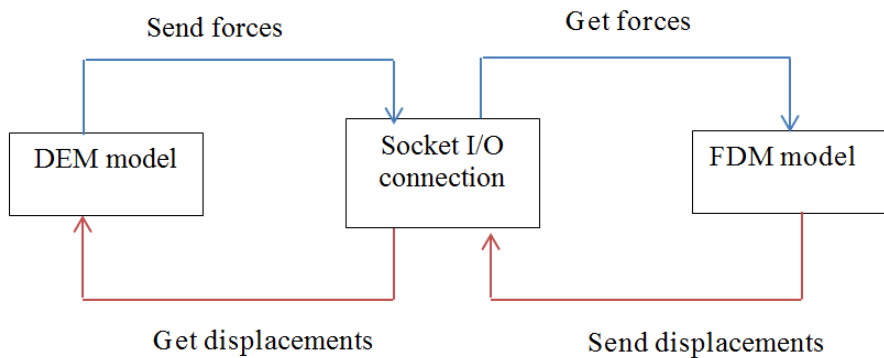 Send forces
Get forces
DEM model
Socket I/O
connection
FDM model
Get displacements
Send displacements